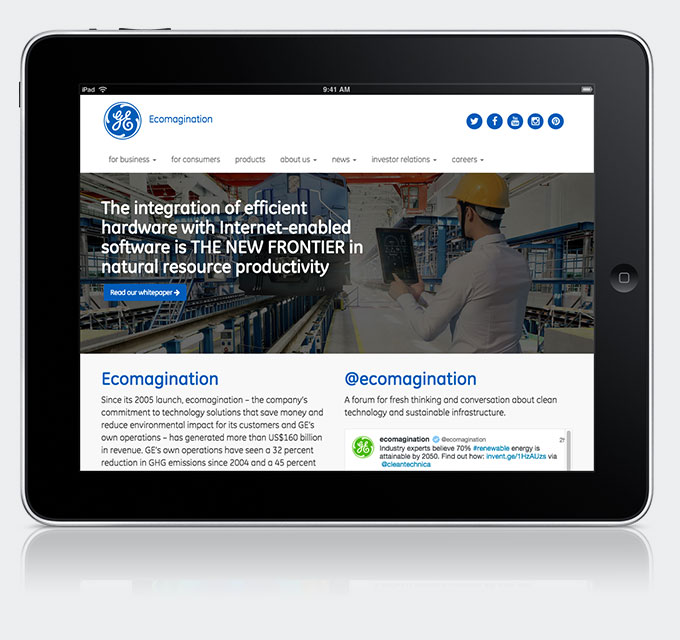 iPad
9:41 AM
GE
Ecomagination
for business
for consumers
products
about us
news
investor relations
careers
The integration of efficient
hardware with Internet-enabled
software is THE NEW FRONTIER in
natural resource productivity
Read our whitepaper
Ecomagination
Since its 2005 launch, ecomagination – the company's
commitment to technology solutions that save money and
reduce environmental impact for its customers and GE's
own operations – has generated more than US$160 billion
in revenue. GE's own operations have seen a 32 percent
reduction in GHG emissions since 2004 and a 45 percent
@ecomagination
A forum for fresh thinking and conversation about clean
technology and sustainable infrastructure.
ecomagination @ecomagination
Industry experts believe 70% #renewable energy is
attainable by 2050. Find out how: invent.ge/1HzALlzs via
@cleantechnica